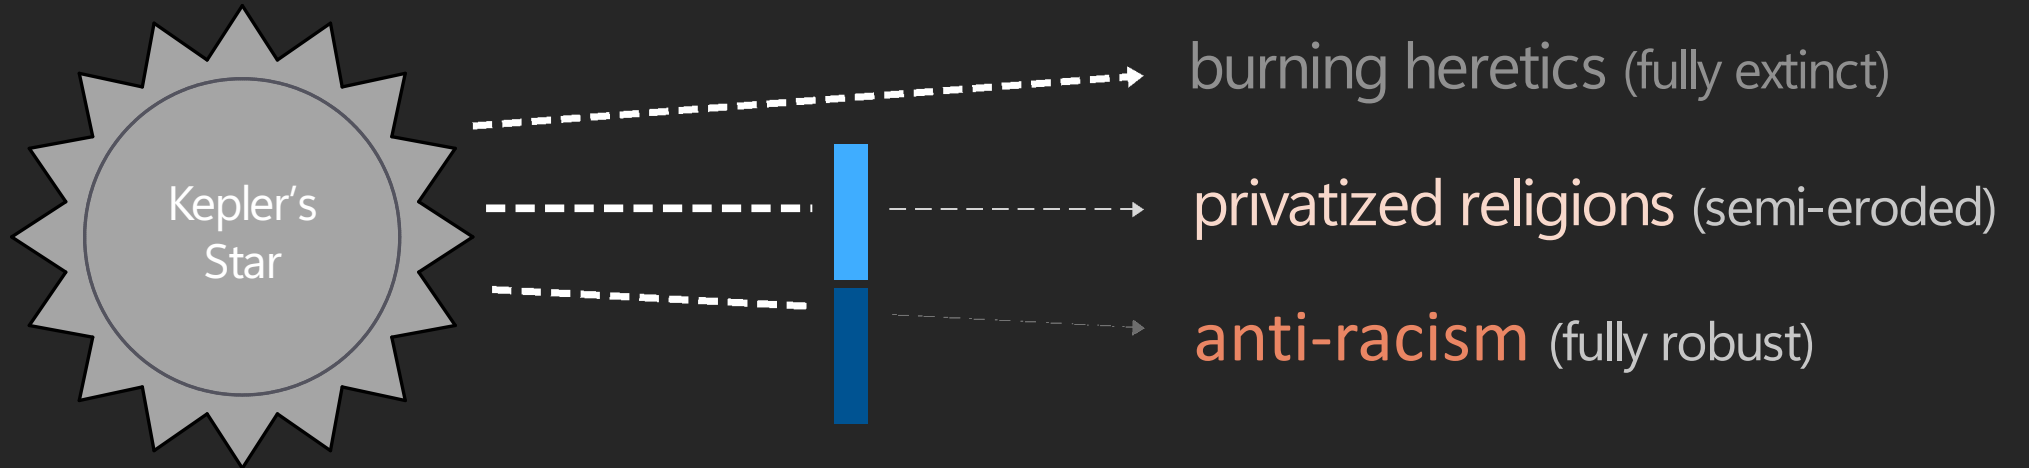 burning heretics (fully extinct)
Kepler's
Star
privatized religions (semi-eroded)
anti-racism (fully robust)